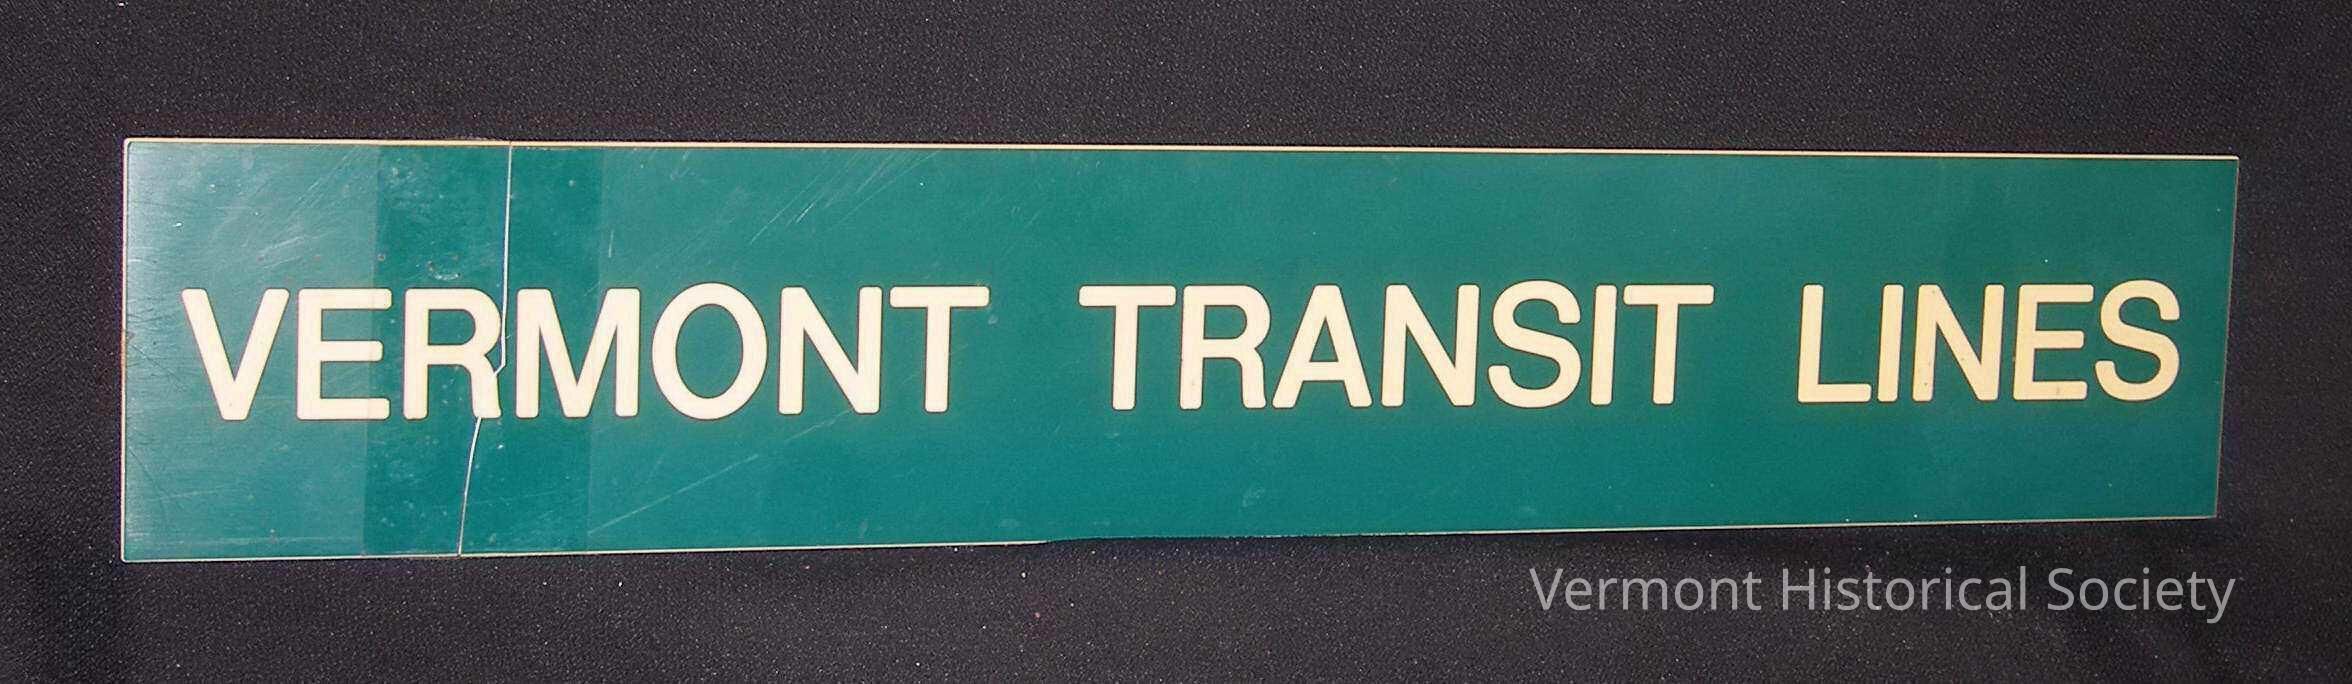 VERMONT TRANSIT LINES
Vermont Historical Society